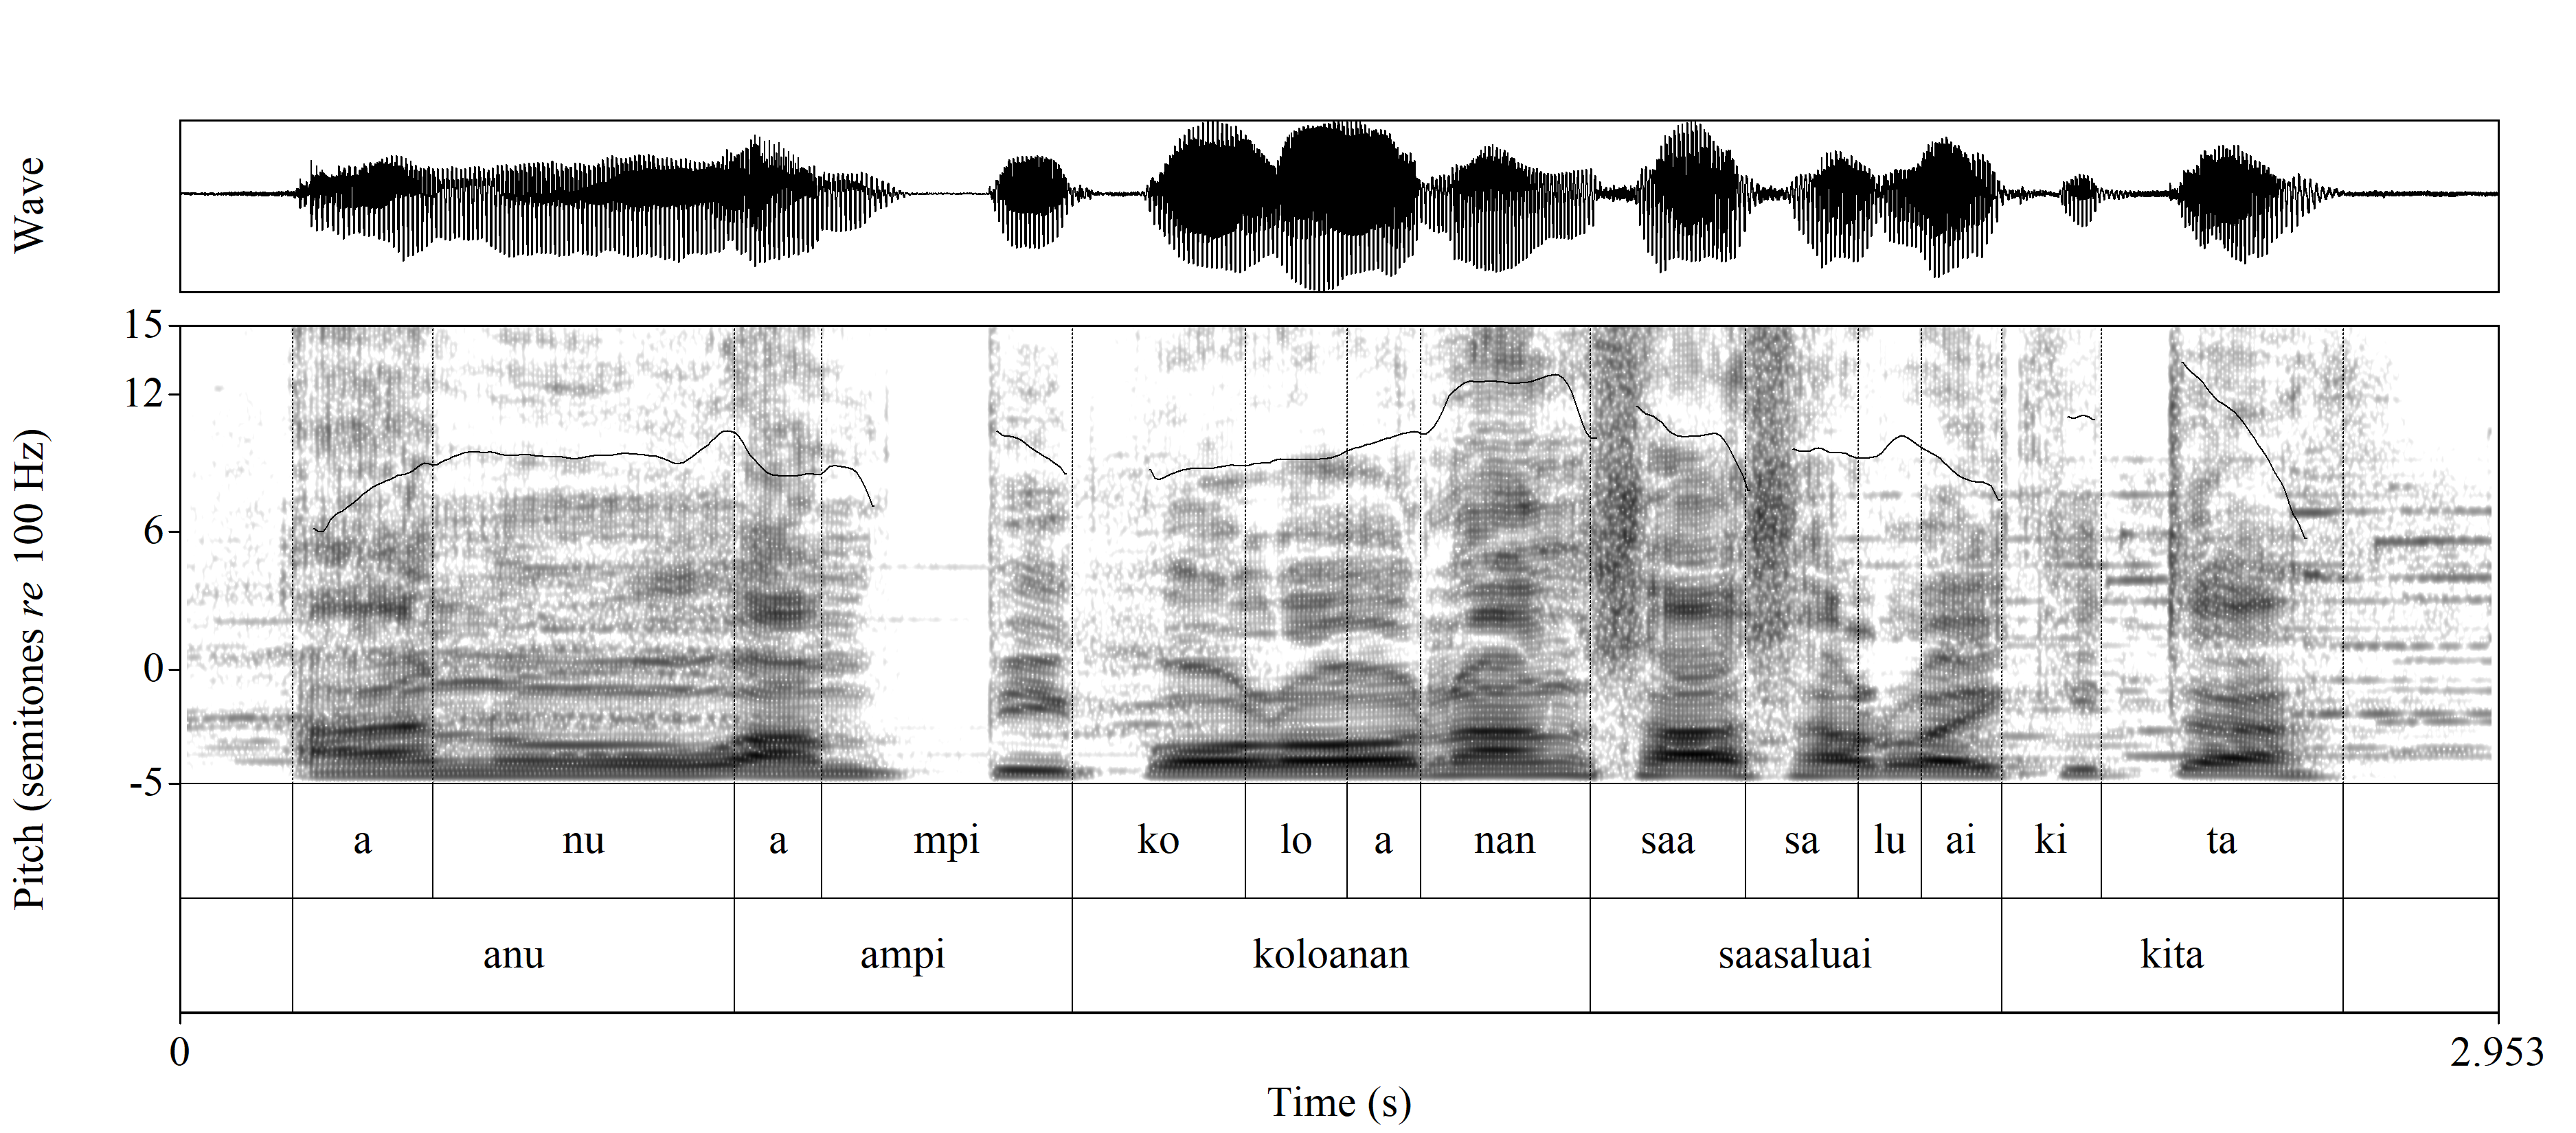 Wave
Pitch (semitones re 100 Hz)
15
12
6
0
-5
a nu a mpi ko lo a nan saa sa lu ai ki ta
anu ampi koloanan saasaluai kita
0 2.953
Time (s)